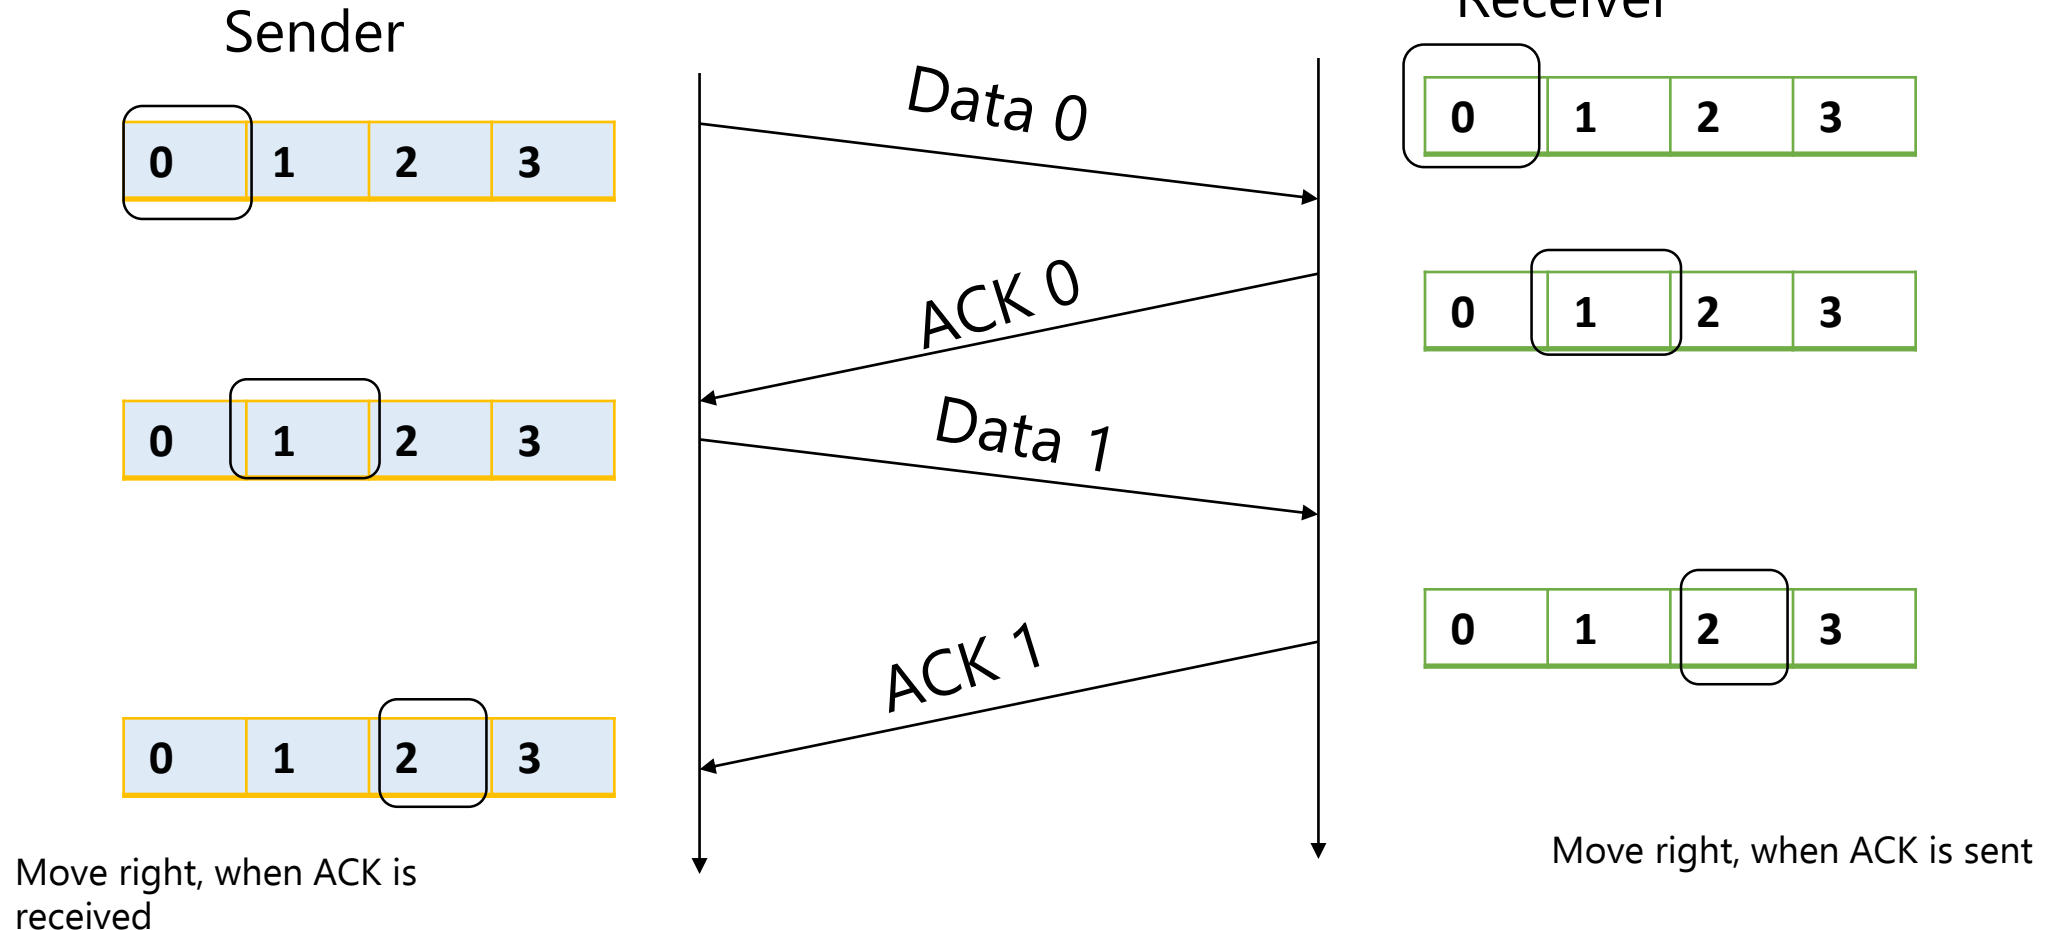 Sender
Receiver
Data 0
0 1 2 3
0 1 2 3
ACK 0
0 1 2 3
Data 1
0 1 2 3
ACK 1
0 1 2 3
0 1 2 3
Move right, when ACK is
received
Move right, when ACK is sent